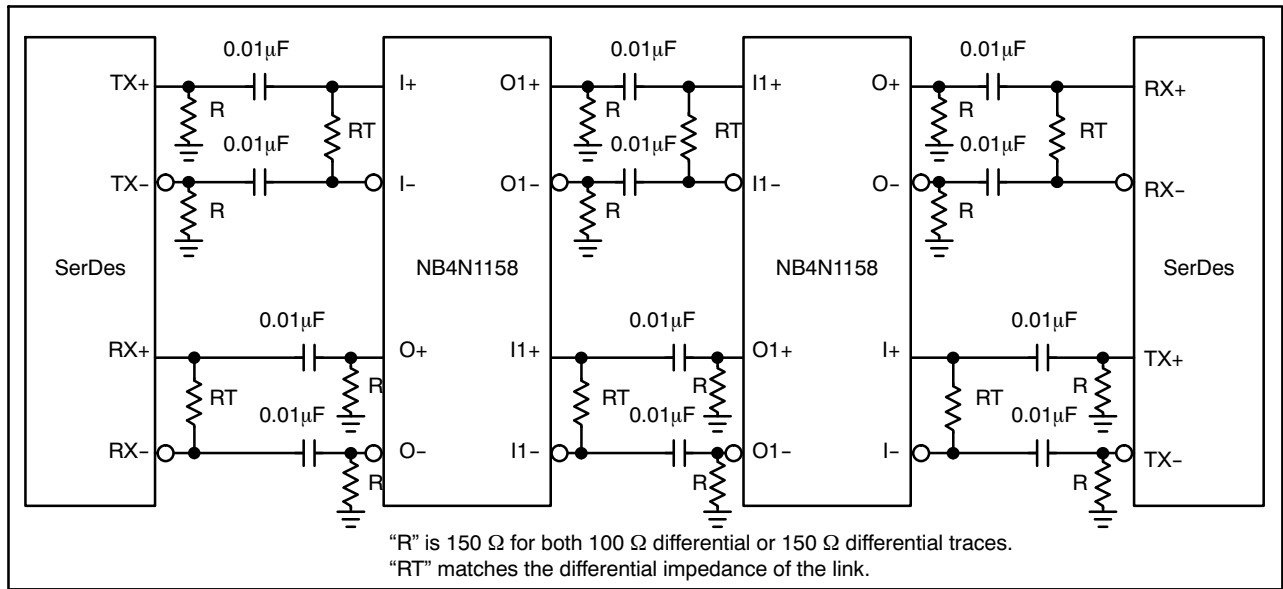 0.01μF 0.01μF 0.01μF
TX+ I+ O1+ I1+ O+ RX+
R RT R RT R RT
0.01μF 0.01μF 0.01μF
TX− I− O1− I1− O− RX−
R R R
SerDes NB4N1158 NB4N1158 SerDes
0.01μF 0.01μF 0.01μF
RX+ O+ I1+ O1+ I+ TX+
RT R RT R RT R
0.01μF 0.01μF 0.01μF
RX− O− I1− O1− I− TX−
R R R
“R” is 150 Ω for both 100 Ω differential or 150 Ω differential traces.
“RT” matches the differential impedance of the link.